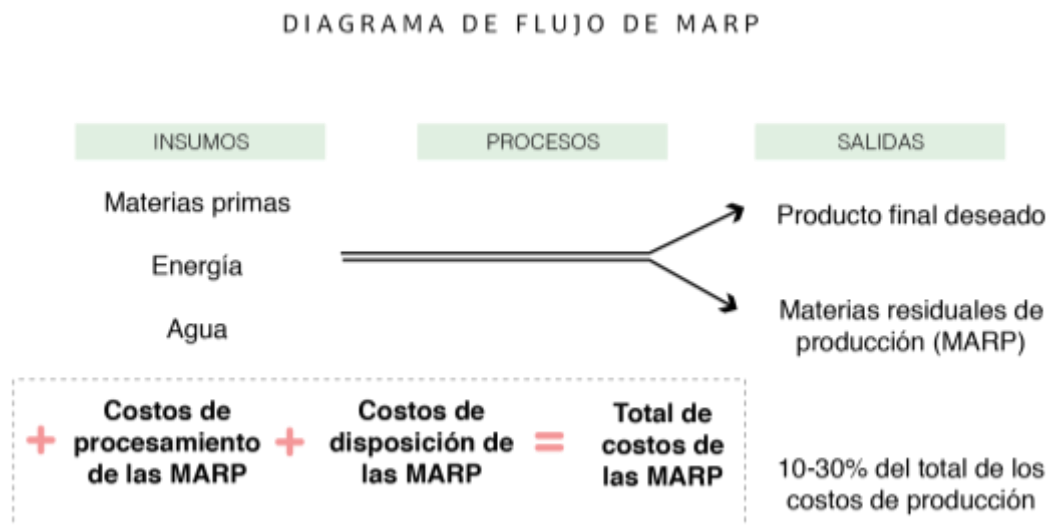 DIAGRAMA DE FLUJO DE MARP
INSUMOS
PROCESOS
SALIDAS
Materias primas
Energía
Agua
Producto final deseado
Materias residuales de
producción (MARP)
+ Costos de
procesamiento
de las MARP
+ Costos de
disposición de
las MARP
= Total de
costos de
las MARP
10-30% del total de los
costos de producción